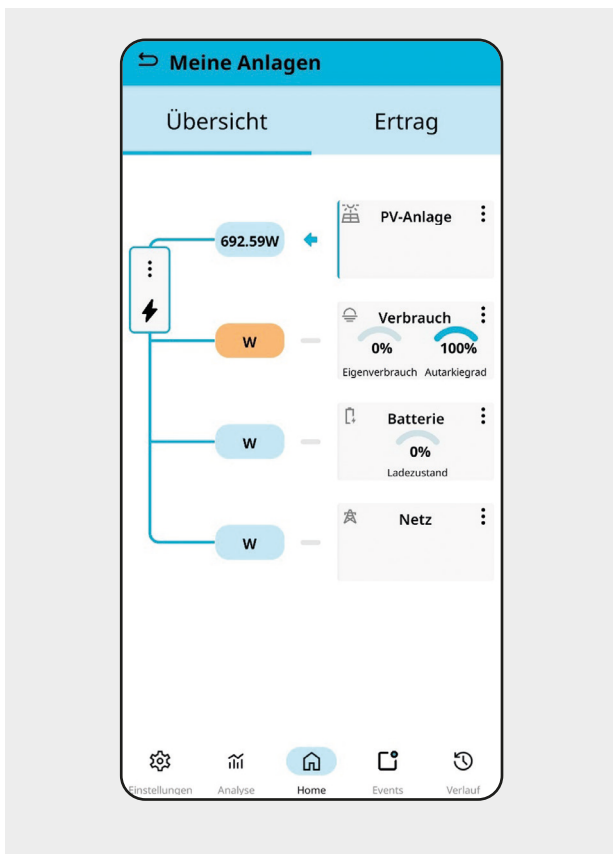 Meine Anlagen
Übersicht Ertrag
PV-Anlage
692.59W
Verbrauch
W
0% 100%
Eigenverbrauch Autarkiegrad
Batterie
W
0%
Ladezustand
Netz
W
Einstellungen Analyse Home Events Verlauf